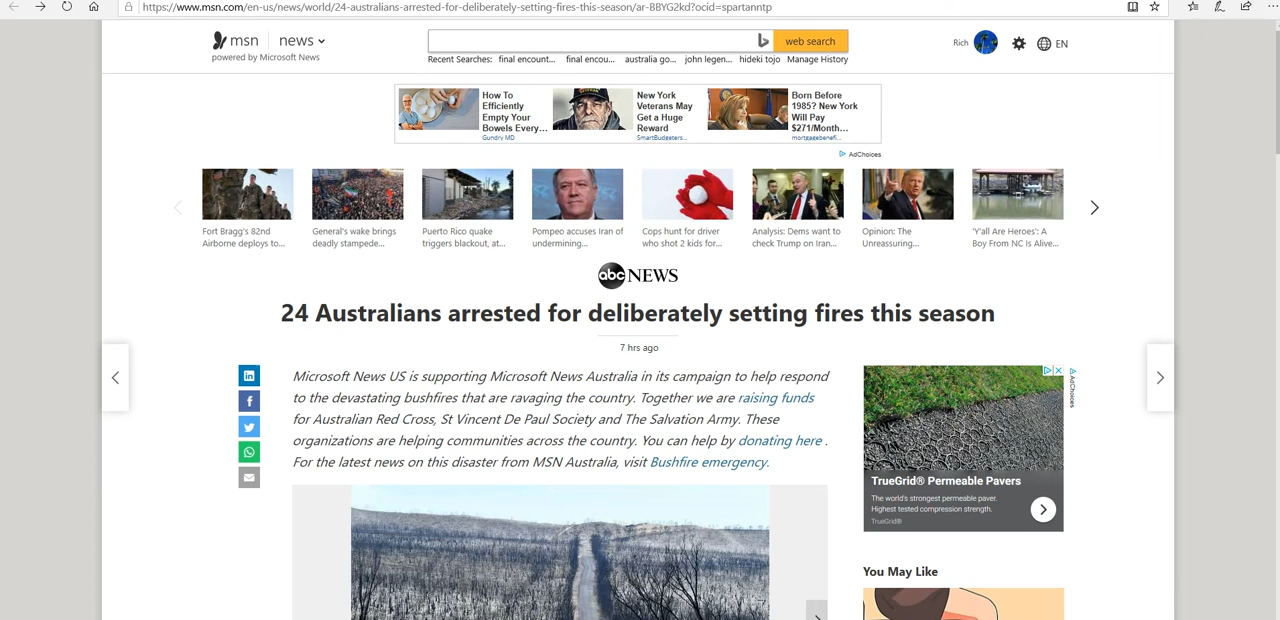 https://www.msn.com/en-us/news/world/24-australians-arrested-for-deliberately-setting-fires-this-season/ar-BBYG2kd?ocid=spartanntp
msn
news
powered by Microsoft News
web search
Rich
EN
Recent Searches: final encount... final encou... australia go... john legen... hideki tojo Manage History
How To
Efficiently
Empty Your
Bowels Every...
Gundry MD
New York
Veterans May
Get a Huge
Reward
SmartBudgeters...
Born Before
1985? New York
Will Pay
$271/Month...
mortgagebenefi...
AdChoices
Fort Bragg's 82nd
Airborne deploys to...
General's wake brings
deadly stampede...
Puerto Rico quake
triggers blackout, at...
Pompeo accuses Iran of
undermining...
Cops hunt for driver
who shot 2 kids for...
Analysis: Dems want to
check Trump on Iran...
Opinion: The
Unreassuring...
'Y'all Are Heroes': A
Boy From NC Is Alive...
abc NEWS
24 Australians arrested for deliberately setting fires this season
7 hrs ago
Microsoft News US is supporting Microsoft News Australia in its campaign to help respond
to the devastating bushfires that are ravaging the country. Together we are raising funds
for Australian Red Cross, St Vincent De Paul Society and The Salvation Army. These
organizations are helping communities across the country. You can help by donating here .
For the latest news on this disaster from MSN Australia, visit Bushfire emergency.
AdChoices
TrueGrid® Permeable Pavers
The world's strongest permeable paver.
Highest tested compression strength.
TrueGrid®
You May Like